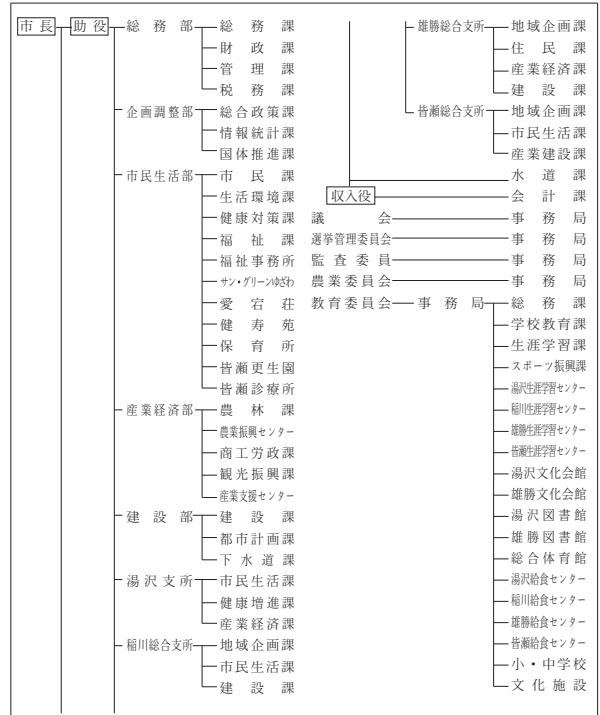 市長
助役
総務部
総務課
財政課
管理課
税務課
企画調整部
総合政策課
情報統計課
国体推進課
市民生活部
市民課
生活環境課
健康対策課
福祉課
福祉事務所
サン・グリーンゆざわ
愛宕荘
健寿苑
保育所
皆瀬更生園
皆瀬診療所
産業経済部
農林課
農業振興センター
商工労政課
観光振興課
産業支援センター
建設部
建設課
都市計画課
下水道課
湯沢支所
市民生活課
健康増進課
産業経済課
稲川総合支所
地域企画課
市民生活課
建設課
雄勝総合支所
地域企画課
住民課
産業経済課
建設課
皆瀬総合支所
地域企画課
市民生活課
産業建設課
水道課
収入役
会計課
議会
事務局
選挙管理委員会
事務局
監査委員
事務局
農業委員会
事務局
教育委員会
事務局
総務課
学校教育課
生涯学習課
スポーツ振興課
湯沢生涯学習センター
稲川生涯学習センター
雄勝生涯学習センター
皆瀬生涯学習センター
湯沢文化会館
雄勝文化会館
湯沢図書館
雄勝図書館
総合体育館
湯沢給食センター
稲川給食センター
雄勝給食センター
皆瀬給食センター
小・中学校
文化施設